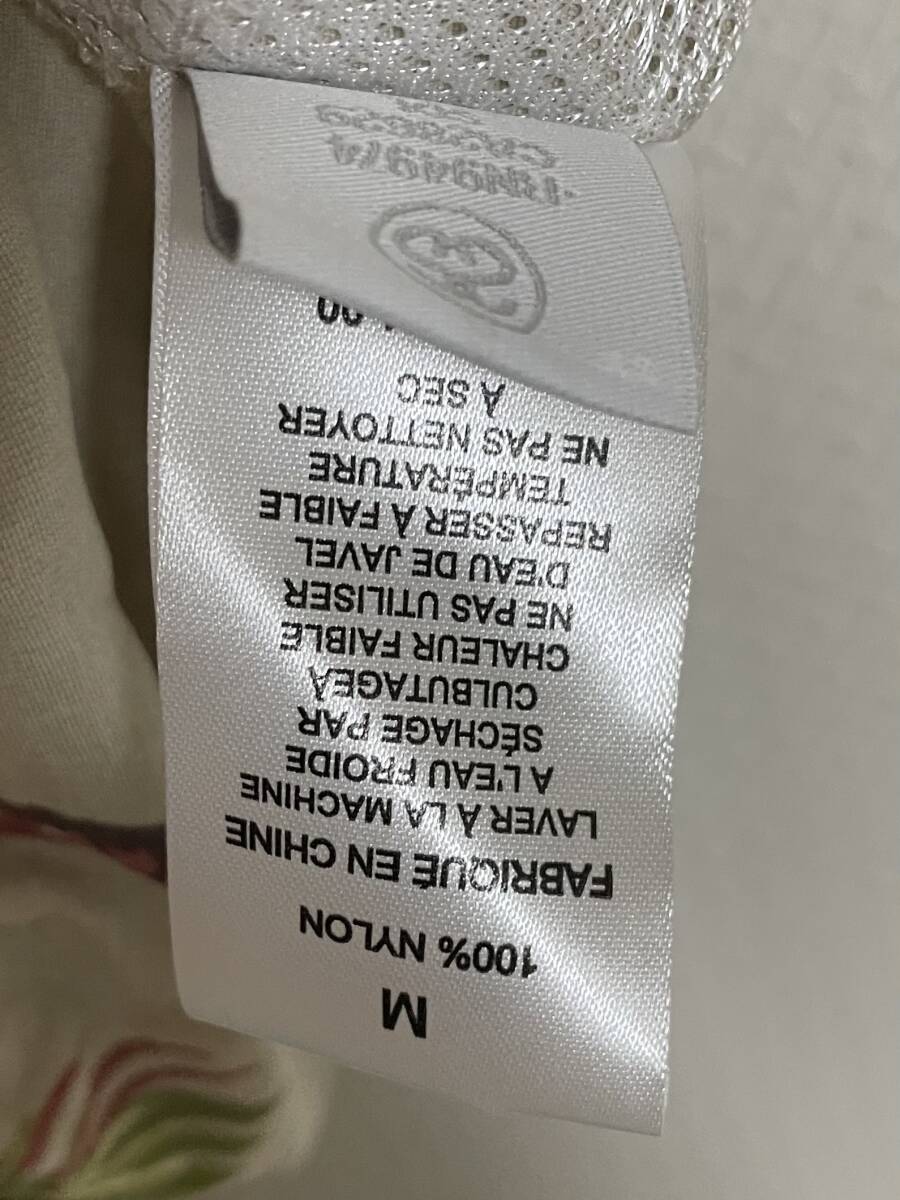 M
100% NYLON
FABRIQUÉ EN CHINE
LAVER À LA MACHINE
A L'EAU FROIDE
SÉCHAGE PAR
CULBUTAGEÀ
CHALEUR FAIBLE
NE PAS UTILISER
D'EAU DE JAVEL
REPASSER À FAIBLE
TEMPÉRATURE
NE PAS NETTOYER
À SEC